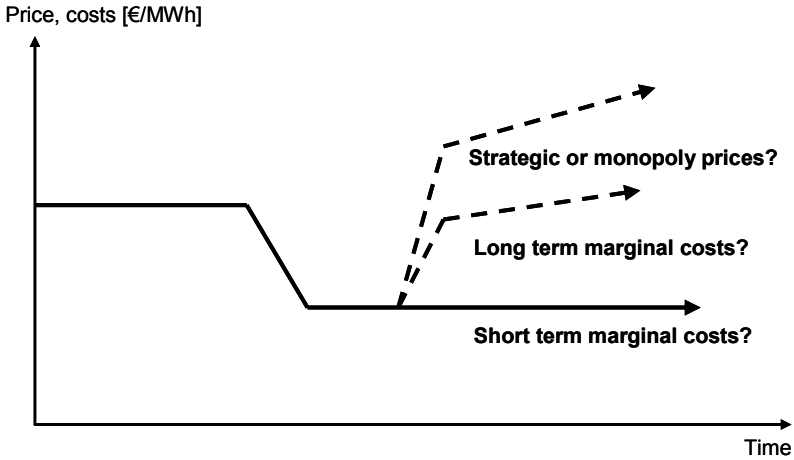 Price, costs [€/MWh]
Strategic or monopoly prices?
Long term marginal costs?
Short term marginal costs?
Time